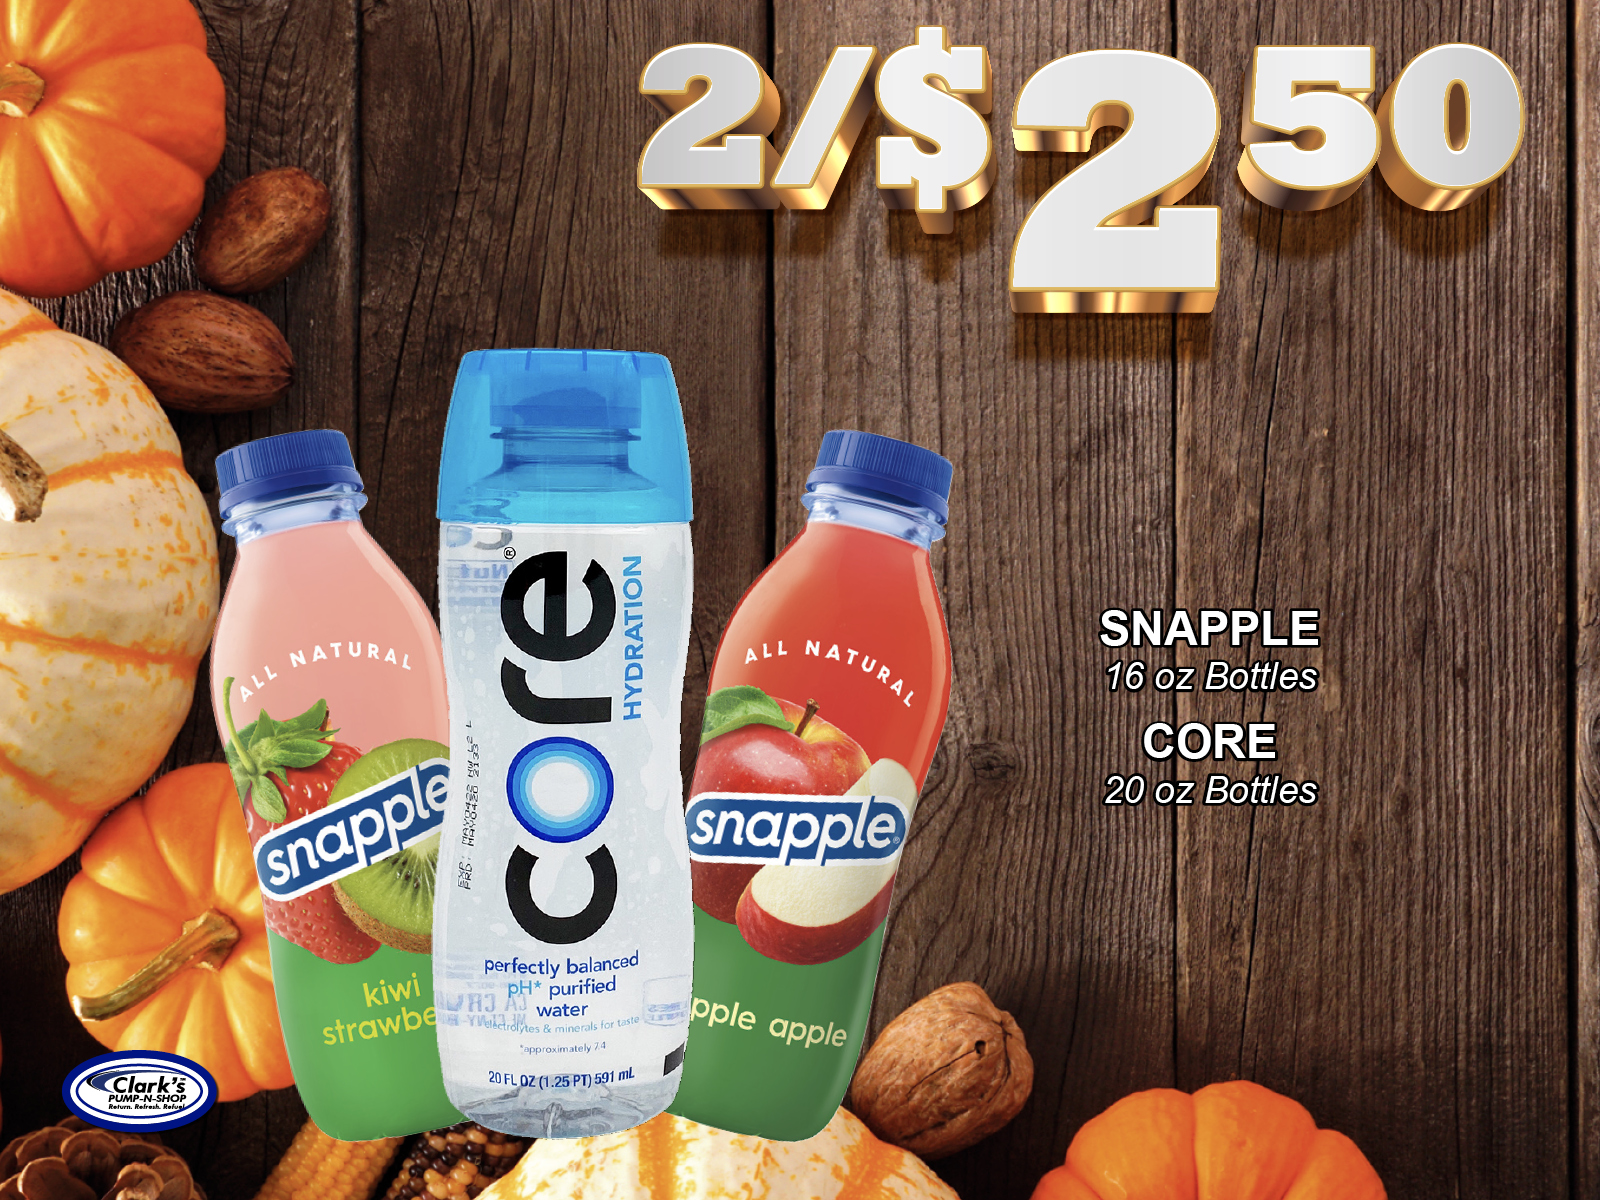 2/$2 50
SNAPPLE
16 oz Bottles
CORE
20 oz Bottles
ALL NATURAL
snapple
kiwi
strawbe
core®
HYDRATION
perfectly balanced
pH* purified
water
electrolytes & minerals for taste
*approximately 7.4
20 FL OZ (1.25 PT) 591 mL
ALL NATURAL
snapple®
pple apple
Clark's
PUMP-N-SHOP
Return. Refresh. Refuel.